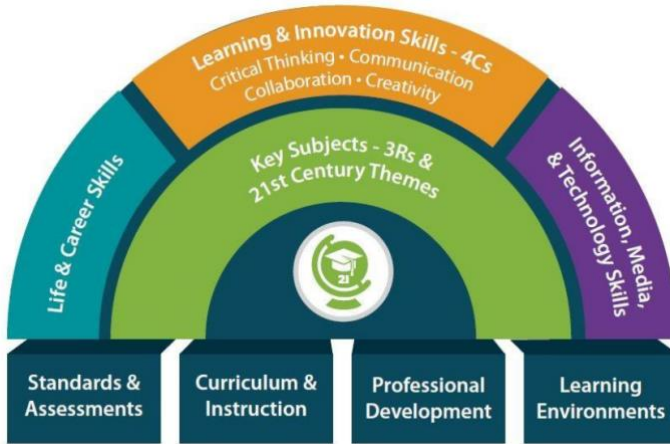 Learning & Innovation Skills - 4Cs
Critical Thinking • Communication
Collaboration • Creativity
Life & Career Skills
Key Subjects - 3Rs &
21st Century Themes
Information, Media,
& Technology Skills
21
Standards &
Assessments
Curriculum &
Instruction
Professional
Development
Learning
Environments